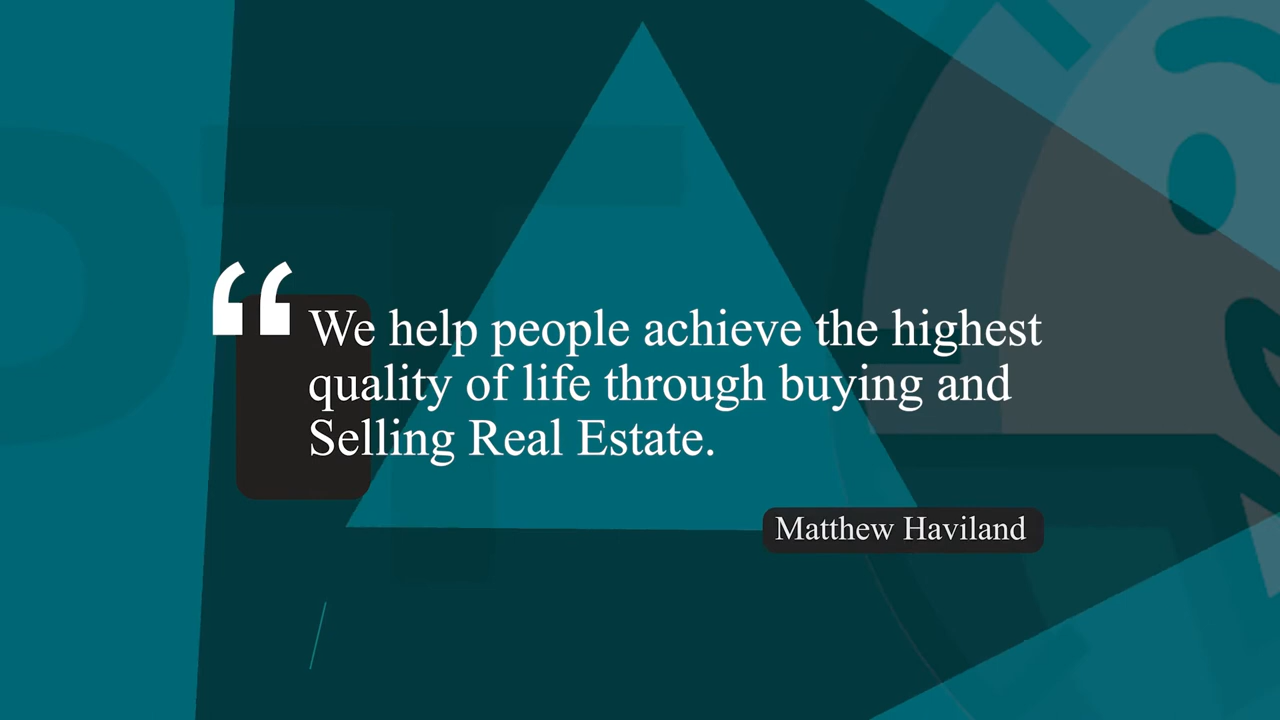 “
We help people achieve the highest
quality of life through buying and
Selling Real Estate.
Matthew Haviland